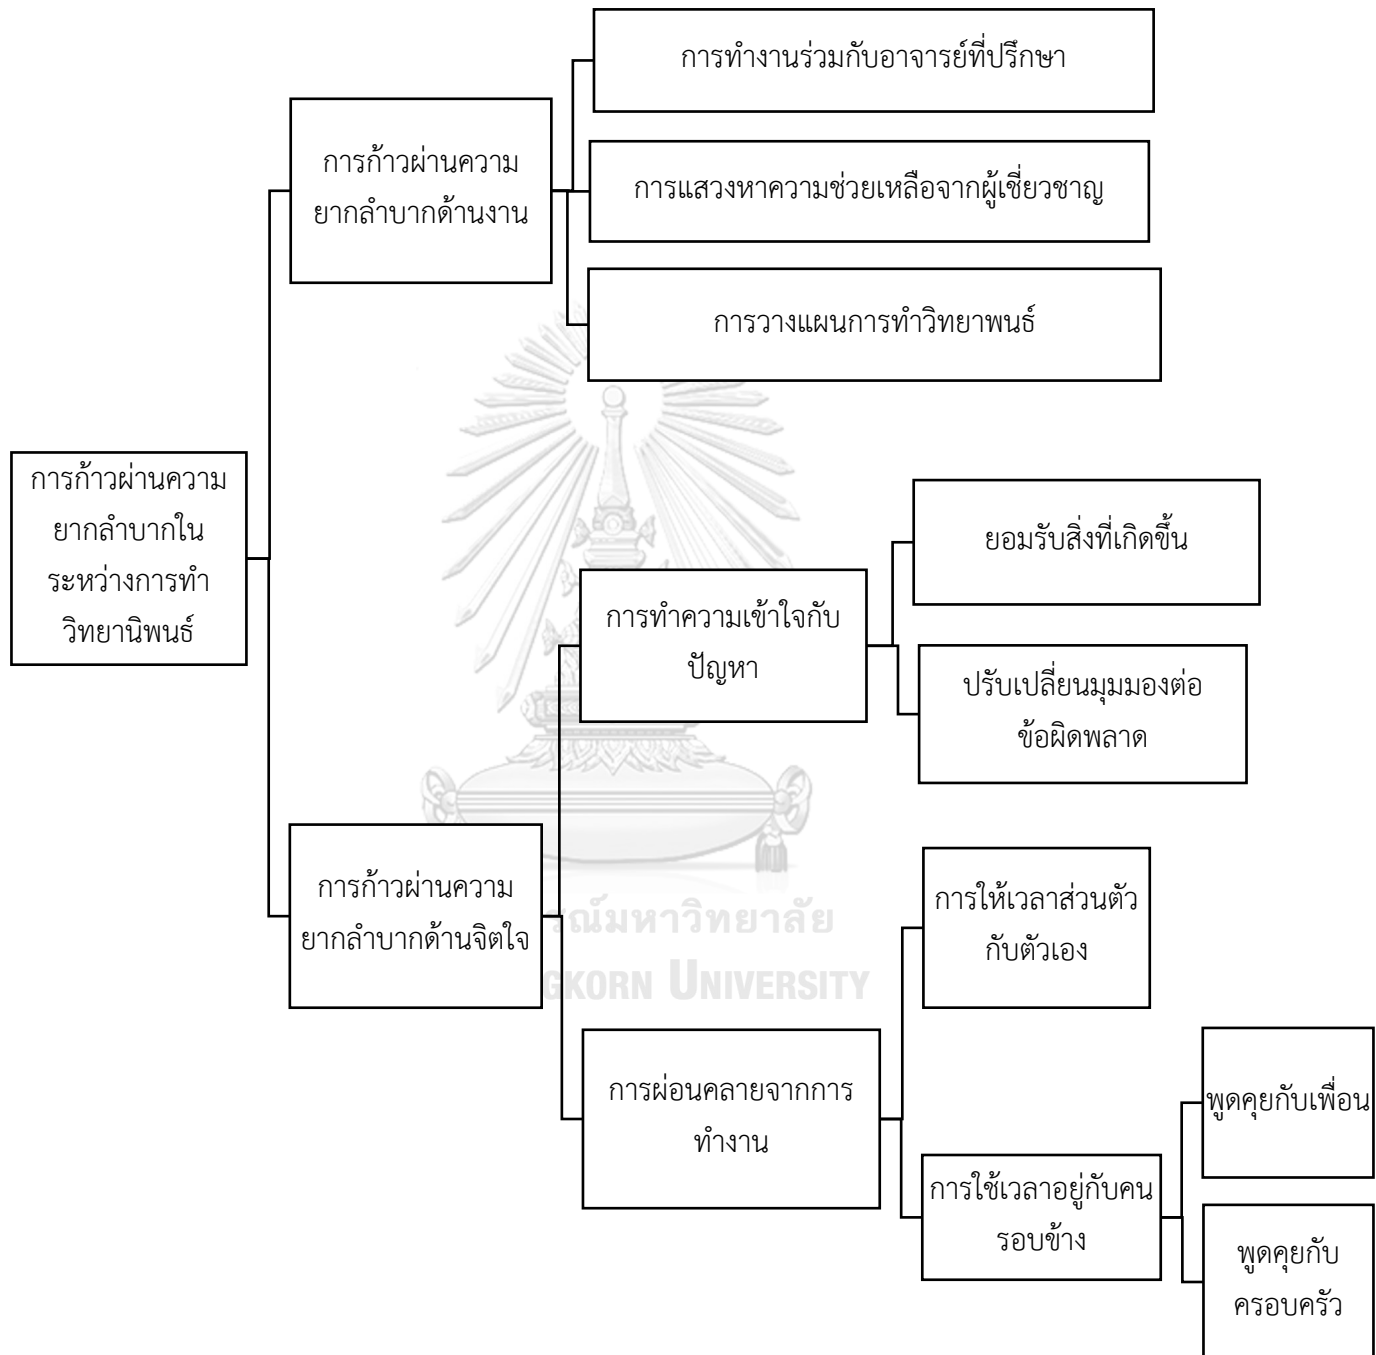 การทำงานร่วมกับอาจารย์ที่ปรึกษา
การก้าวผ่านความ
ยากลำบากด้านงาน
การแสวงหาความช่วยเหลือจากผู้เชี่ยวชาญ
การวางแผนการทำวิทยาพนธ์
การก้าวผ่านความ
ยากลำบากใน
ระหว่างการทำ
วิทยานิพนธ์
ยอมรับสิ่งที่เกิดขึ้น
การทำความเข้าใจกับ
ปัญหา
ปรับเปลี่ยนมุมมองต่อ
ข้อผิดพลาด
การก้าวผ่านความ
ยากลำบากด้านจิตใจ
การให้เวลาส่วนตัว
กับตัวเอง
รณ์มหาวิทยาลัย
GKORN UNIVERSITY
การผ่อนคลายจากการ
ทำงาน
พูดคุยกับเพื่อน
การใช้เวลาอยู่กับคน
รอบข้าง
พูดคุยกับ
ครอบครัว